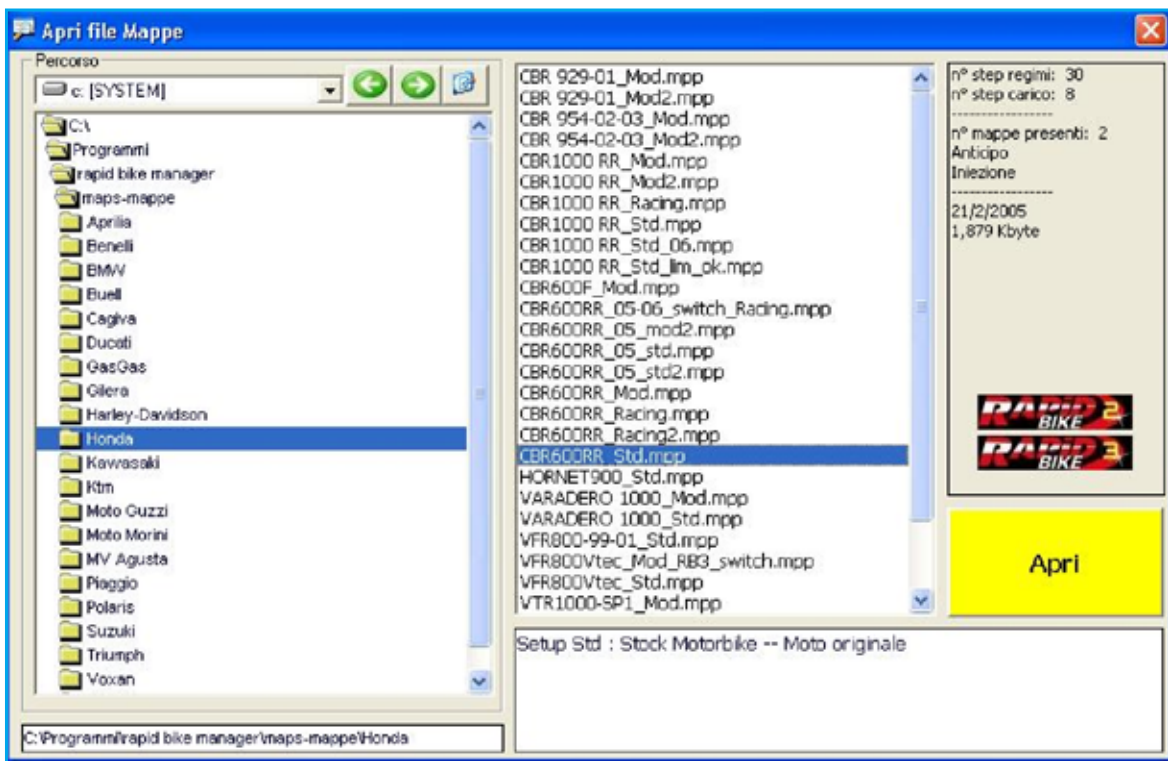 Apri file Mappe
Percorso
c: [SYSTEM]
C:\
Programmi
rapid bike manager
maps-mappe
Aprilia
Benelli
BMW
Buell
Cagiva
Ducati
GasGas
Gilera
Harley-Davidson
Honda
Kawasaki
Ktm
Moto Guzzi
Moto Morini
MV Agusta
Piaggio
Polaris
Suzuki
Triumph
Voxan
C:\Programmi\rapid bike manager\maps-mappe\Honda
CBR 929-01_Mod.mpp
CBR 929-01_Mod2.mpp
CBR 954-02-03_Mod.mpp
CBR 954-02-03_Mod2.mpp
CBR1000 RR_Mod.mpp
CBR1000 RR_Mod2.mpp
CBR1000 RR_Racing.mpp
CBR1000 RR_Std.mpp
CBR1000 RR_Std_06.mpp
CBR1000 RR_Std_lim_ok.mpp
CBR600F_Mod.mpp
CBR600RR_05-06_switch_Racing.mpp
CBR600RR_05_mod2.mpp
CBR600RR_05_std.mpp
CBR600RR_05_std2.mpp
CBR600RR_Mod.mpp
CBR600RR_Racing.mpp
CBR600RR_Racing2.mpp
CBR600RR_Std.mpp
HORNET900_Std.mpp
VARADERO 1000_Mod.mpp
VARADERO 1000_Std.mpp
VFR800-99-01_Std.mpp
VFR800Vtec_Mod_RB3_switch.mpp
VFR800Vtec_Std.mpp
VTR1000-SP1_Mod.mpp
Setup Std : Stock Motorbike -- Moto originale
n° step regimi: 30
n° step carico: 8
------------------
n° mappe presenti: 2
Anticipo
Iniezione
------------------
21/2/2005
1,879 Kbyte
RAPID BIKE 2
RAPID BIKE 3
Apri